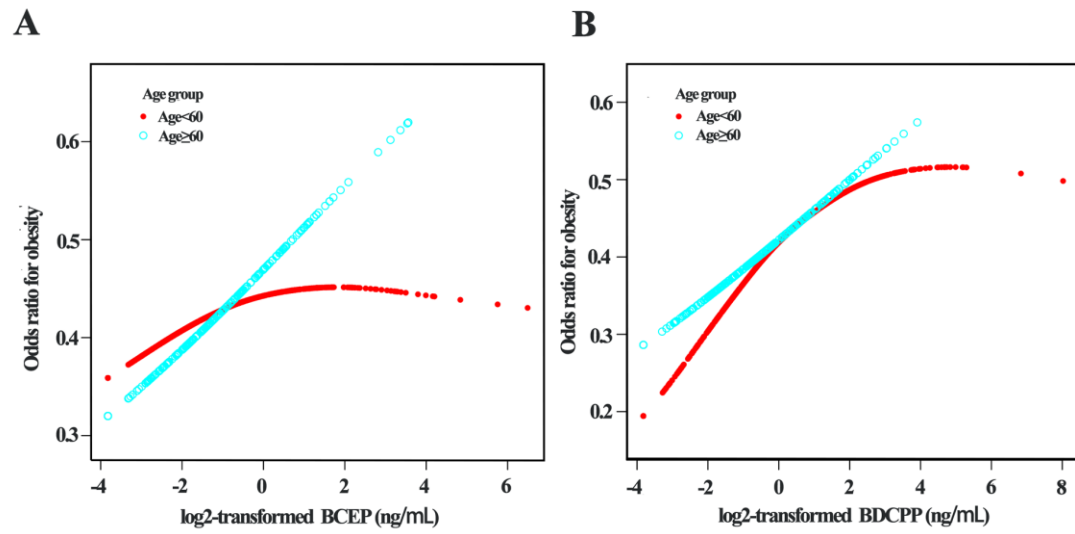 A
B
Age group
Age<60
Age≥60
Age group
Age<60
Age≥60
Odds ratio for obesity
0.6
0.5
0.4
0.3
Odds ratio for obesity
0.6
0.5
0.4
0.3
0.2
-4 -2 0 2 4 6
-4 -2 0 2 4 6 8
log2-transformed BCEP (ng/mL)
log2-transformed BDCPP (ng/mL)